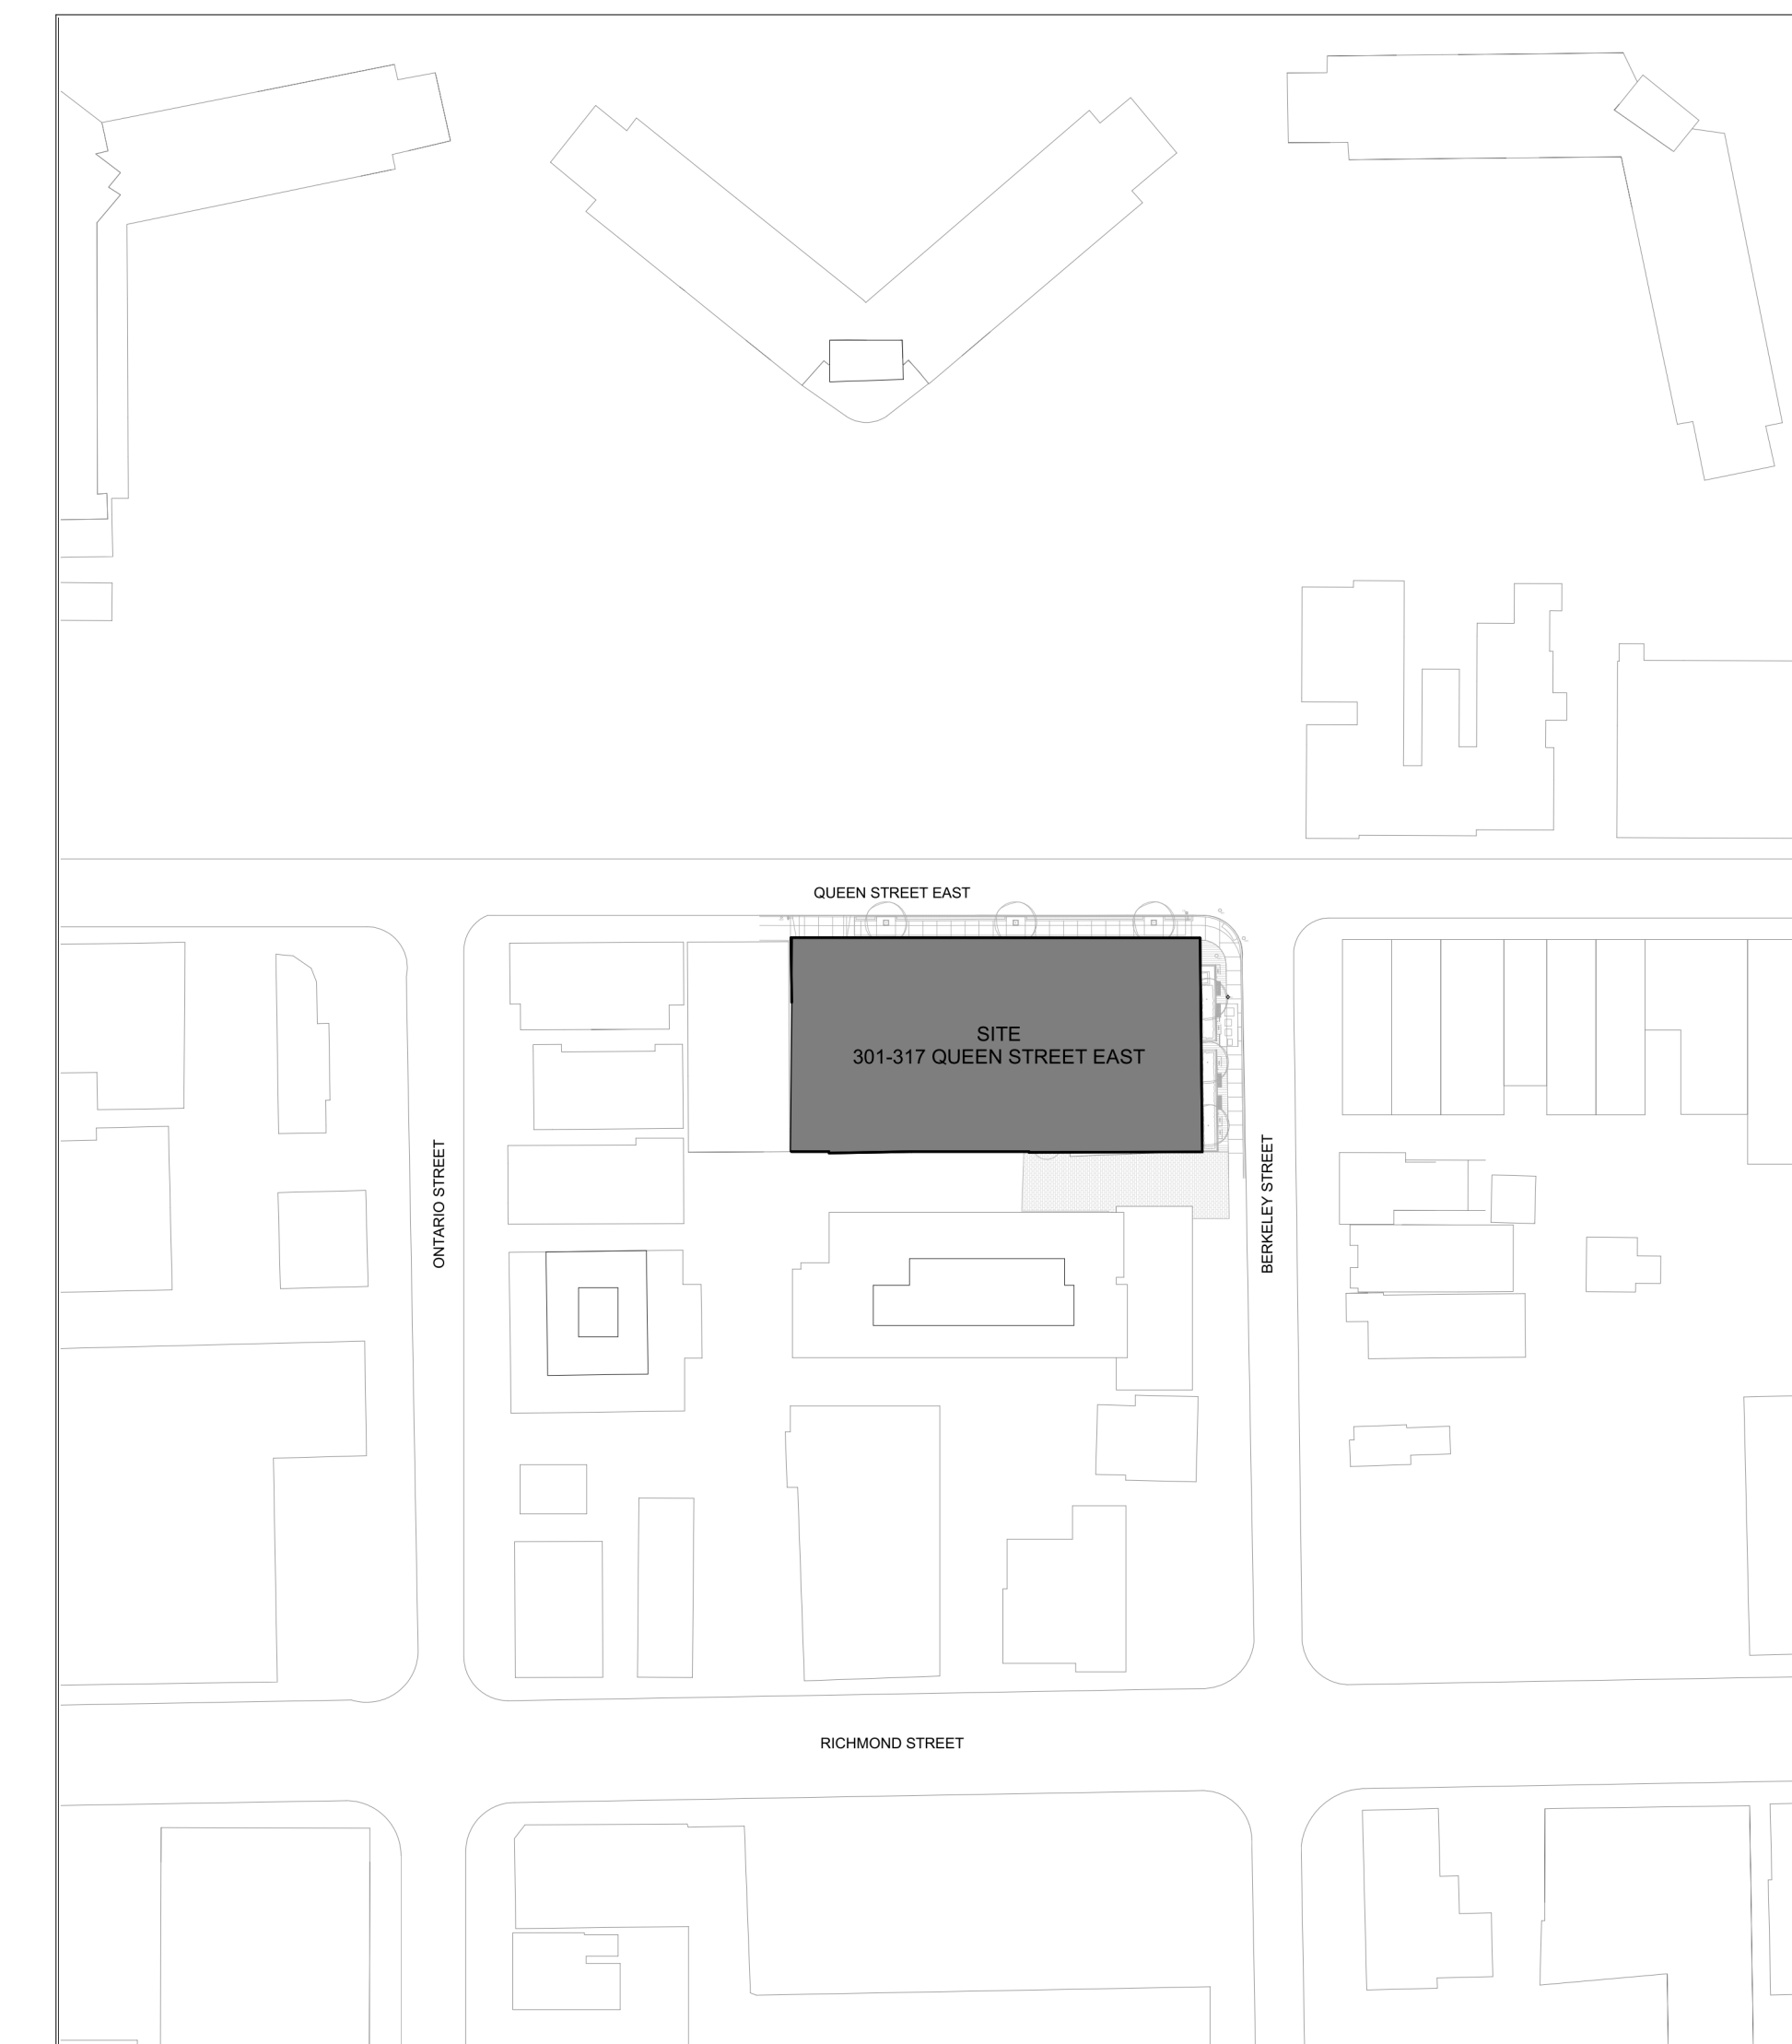 QUEEN STREET EAST
SITE
301-317 QUEEN STREET EAST
ONTARIO STREET
BERKELEY STREET
RICHMOND STREET